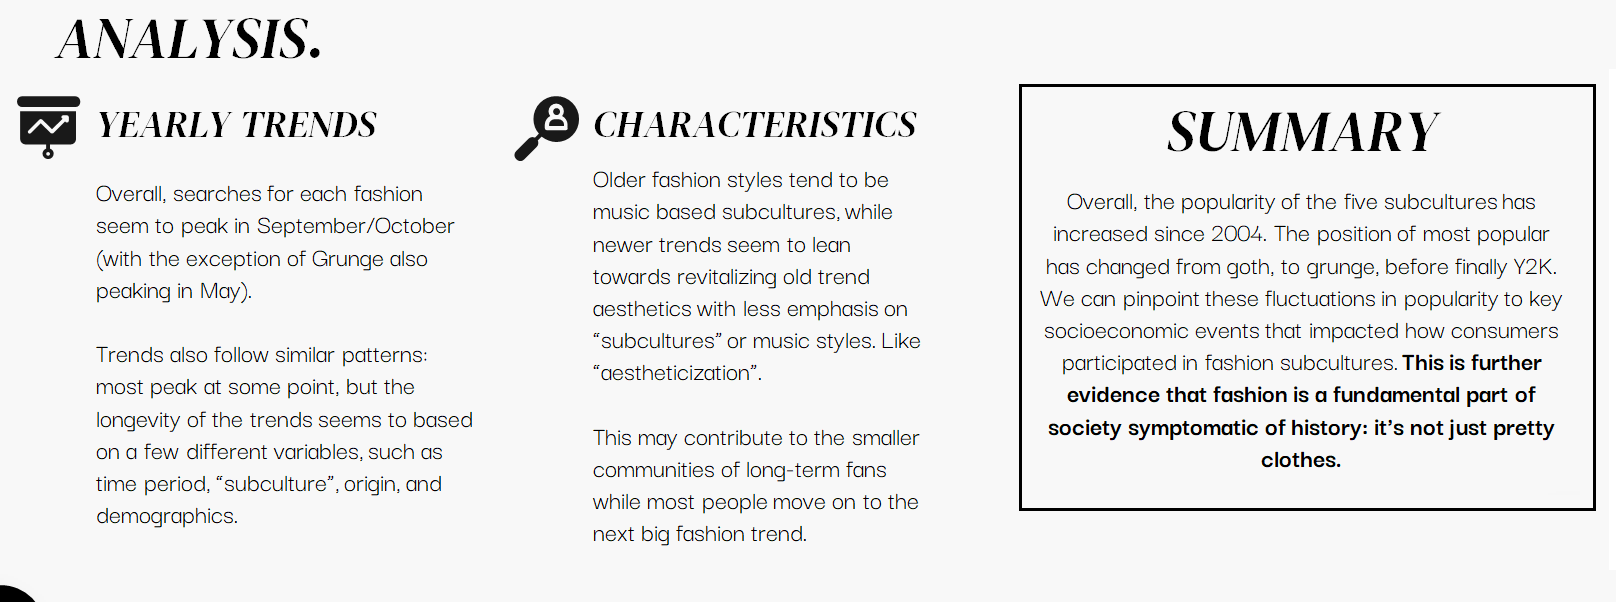 ANALYSIS.
YEARLY TRENDS
Overall, searches for each fashion
seem to peak in September/October
(with the exception of Grunge also
peaking in May).
Trends also follow similar patterns:
most peak at some point, but the
longevity of the trends seems to based
on a few different variables, such as
time period, “subculture”, origin, and
demographics.
CHARACTERISTICS
Older fashion styles tend to be
music based subcultures, while
newer trends seem to lean
towards revitalizing old trend
aesthetics with less emphasis on
“subcultures” or music styles. Like
“aestheticization”.
This may contribute to the smaller
communities of long-term fans
while most people move on to the
next big fashion trend.
SUMMARY
Overall, the popularity of the five subcultures has
increased since 2004. The position of most popular
has changed from goth, to grunge, before finally Y2K.
We can pinpoint these fluctuations in popularity to key
socioeconomic events that impacted how consumers
participated in fashion subcultures. This is further
evidence that fashion is a fundamental part of
society symptomatic of history: it’s not just pretty
clothes.